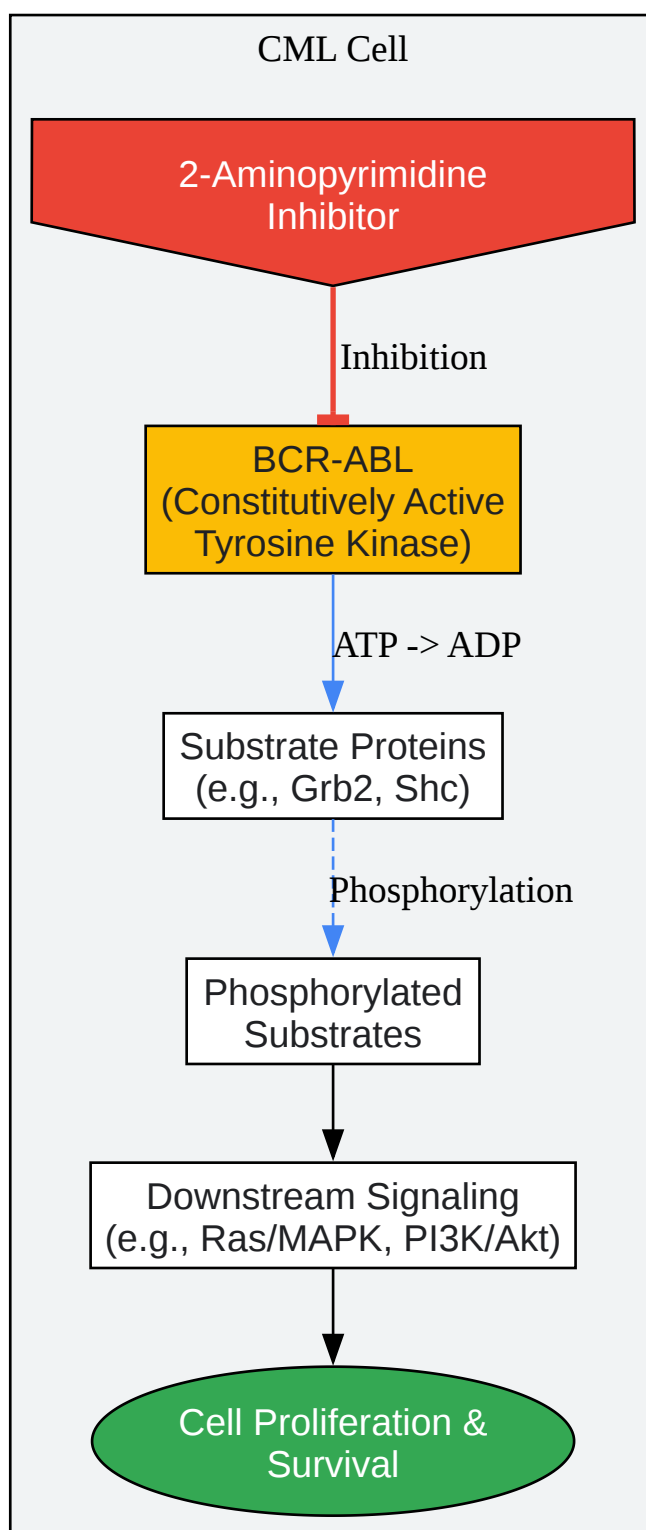 CML Cell
2-Aminopyrimidine
Inhibitor
Inhibition
BCR-ABL
(Constitutively Active
Tyrosine Kinase)
ATP -> ADP
Substrate Proteins
(e.g., Grb2, Shc)
Phosphorylation
Phosphorylated
Substrates
Downstream Signaling
(e.g., Ras/MAPK, PI3K/Akt)
Cell Proliferation &
Survival